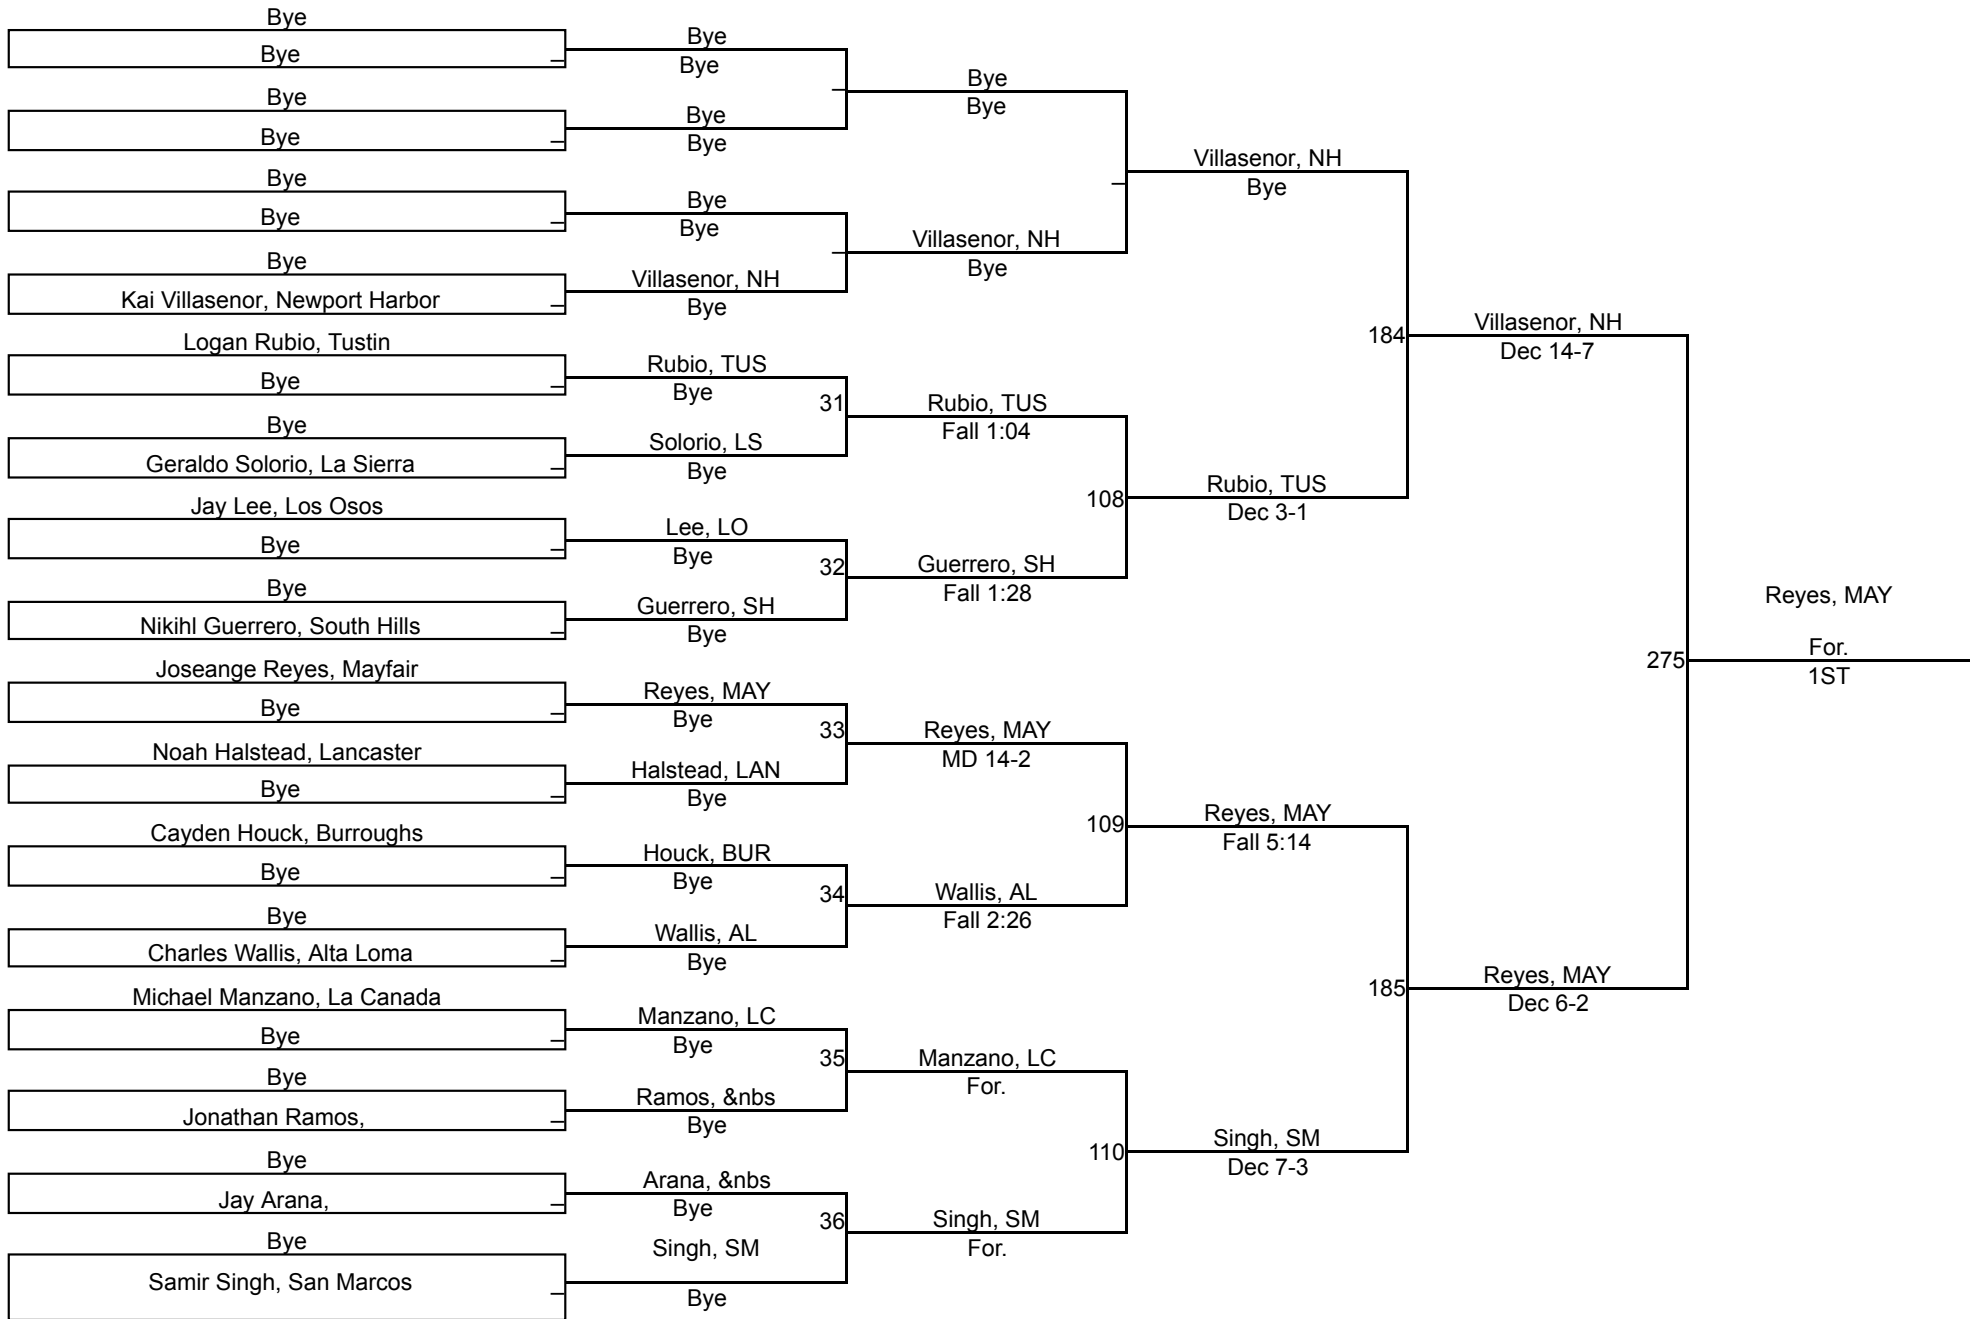 Bye
Bye
Bye
Bye
Bye
Bye
Bye
Kai Villasenor, Newport Harbor
Logan Rubio, Tustin
Bye
Bye
Geraldo Solorio, La Sierra
Jay Lee, Los Osos
Bye
Bye
Nikihl Guerrero, South Hills
Joseange Reyes, Mayfair
Bye
Noah Halstead, Lancaster
Bye
Cayden Houck, Burroughs
Bye
Bye
Charles Wallis, Alta Loma
Michael Manzano, La Canada
Bye
Bye
Jonathan Ramos,
Bye
Jay Arana,
Bye
Samir Singh, San Marcos
Bye
Bye
Bye
Bye
Bye
Bye
Villasenor, NH
Bye
Rubio, TUS
Bye
31
Solorio, LS
Bye
Lee, LO
Bye
32
Guerrero, SH
Bye
Reyes, MAY
Bye
33
Halstead, LAN
Bye
Houck, BUR
Bye
34
Wallis, AL
Bye
Manzano, LC
Bye
35
Ramos, &nbs
Bye
Arana, &nbs
Bye
36
Singh, SM
Bye
Bye
Bye
Villasenor, NH
Bye
Rubio, TUS
Fall 1:04
108
Guerrero, SH
Fall 1:28
Reyes, MAY
MD 14-2
109
Wallis, AL
Fall 2:26
Manzano, LC
For.
110
Singh, SM
For.
Villasenor, NH
Bye
184
Rubio, TUS
Dec 3-1
Reyes, MAY
Fall 5:14
185
Singh, SM
Dec 7-3
Villasenor, NH
Dec 14-7
275
Reyes, MAY
Dec 6-2
Reyes, MAY
For.
1ST